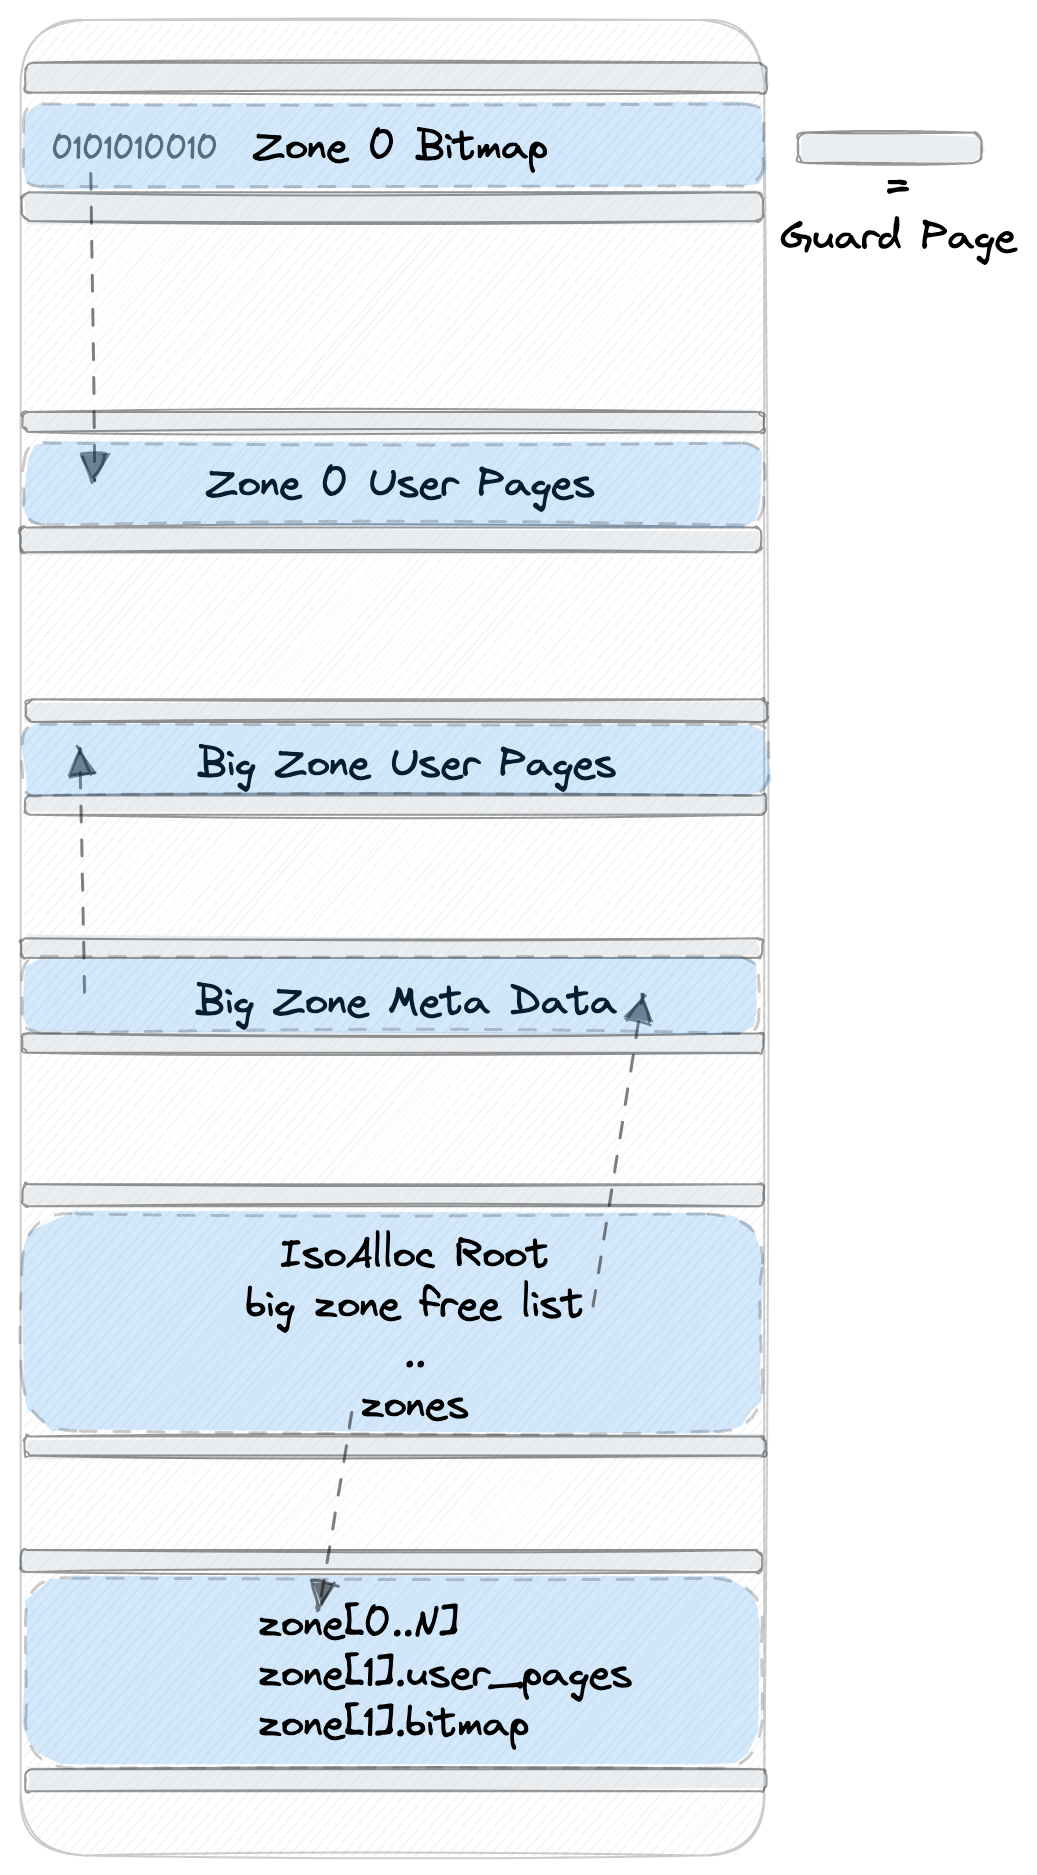 0101010010 Zone 0 Bitmap
=
Guard Page
Zone 0 User Pages
Big Zone User Pages
Big Zone Meta Data
IsoAlloc Root
big zone free list
..
zones
zone[0..N]
zone[1].user_pages
zone[1].bitmap